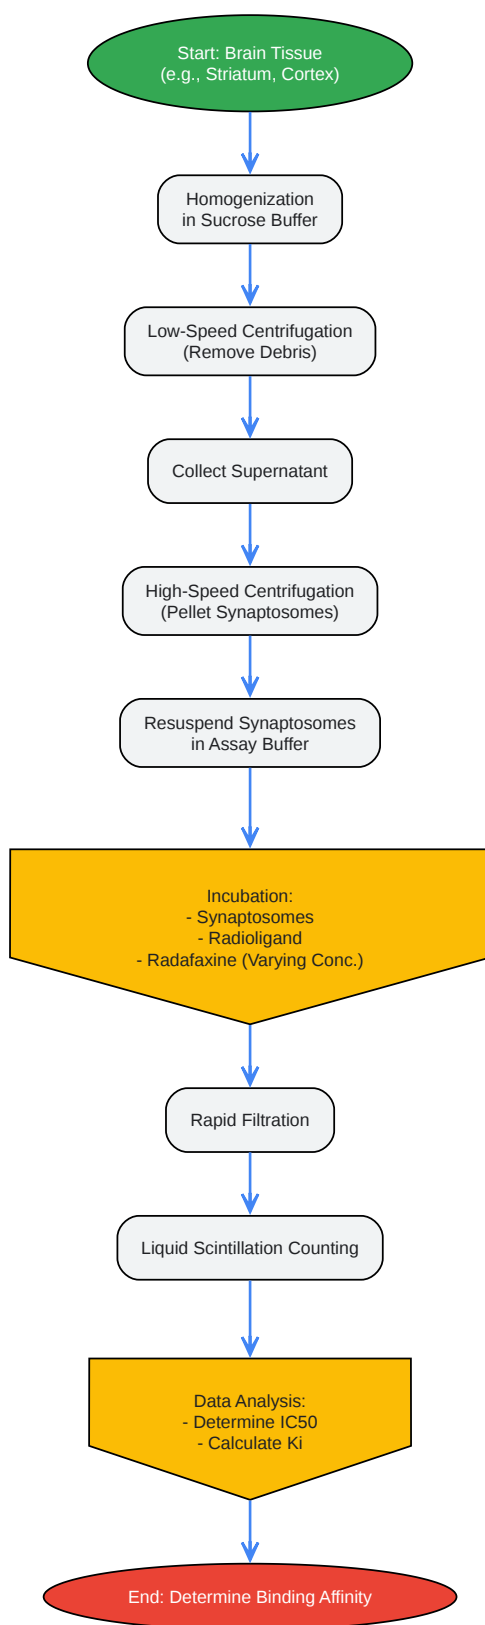 Start: Brain Tissue
(e.g., Striatum, Cortex)
Homogenization
in Sucrose Buffer
Low-Speed Centrifugation
(Remove Debris)
Collect Supernatant
High-Speed Centrifugation
(Pellet Synaptosomes)
Resuspend Synaptosomes
in Assay Buffer
Incubation:
- Synaptosomes
- Radioligand
- Radafaxine (Varying Conc.)
Rapid Filtration
Liquid Scintillation Counting
Data Analysis:
- Determine IC50
- Calculate Ki
End: Determine Binding Affinity